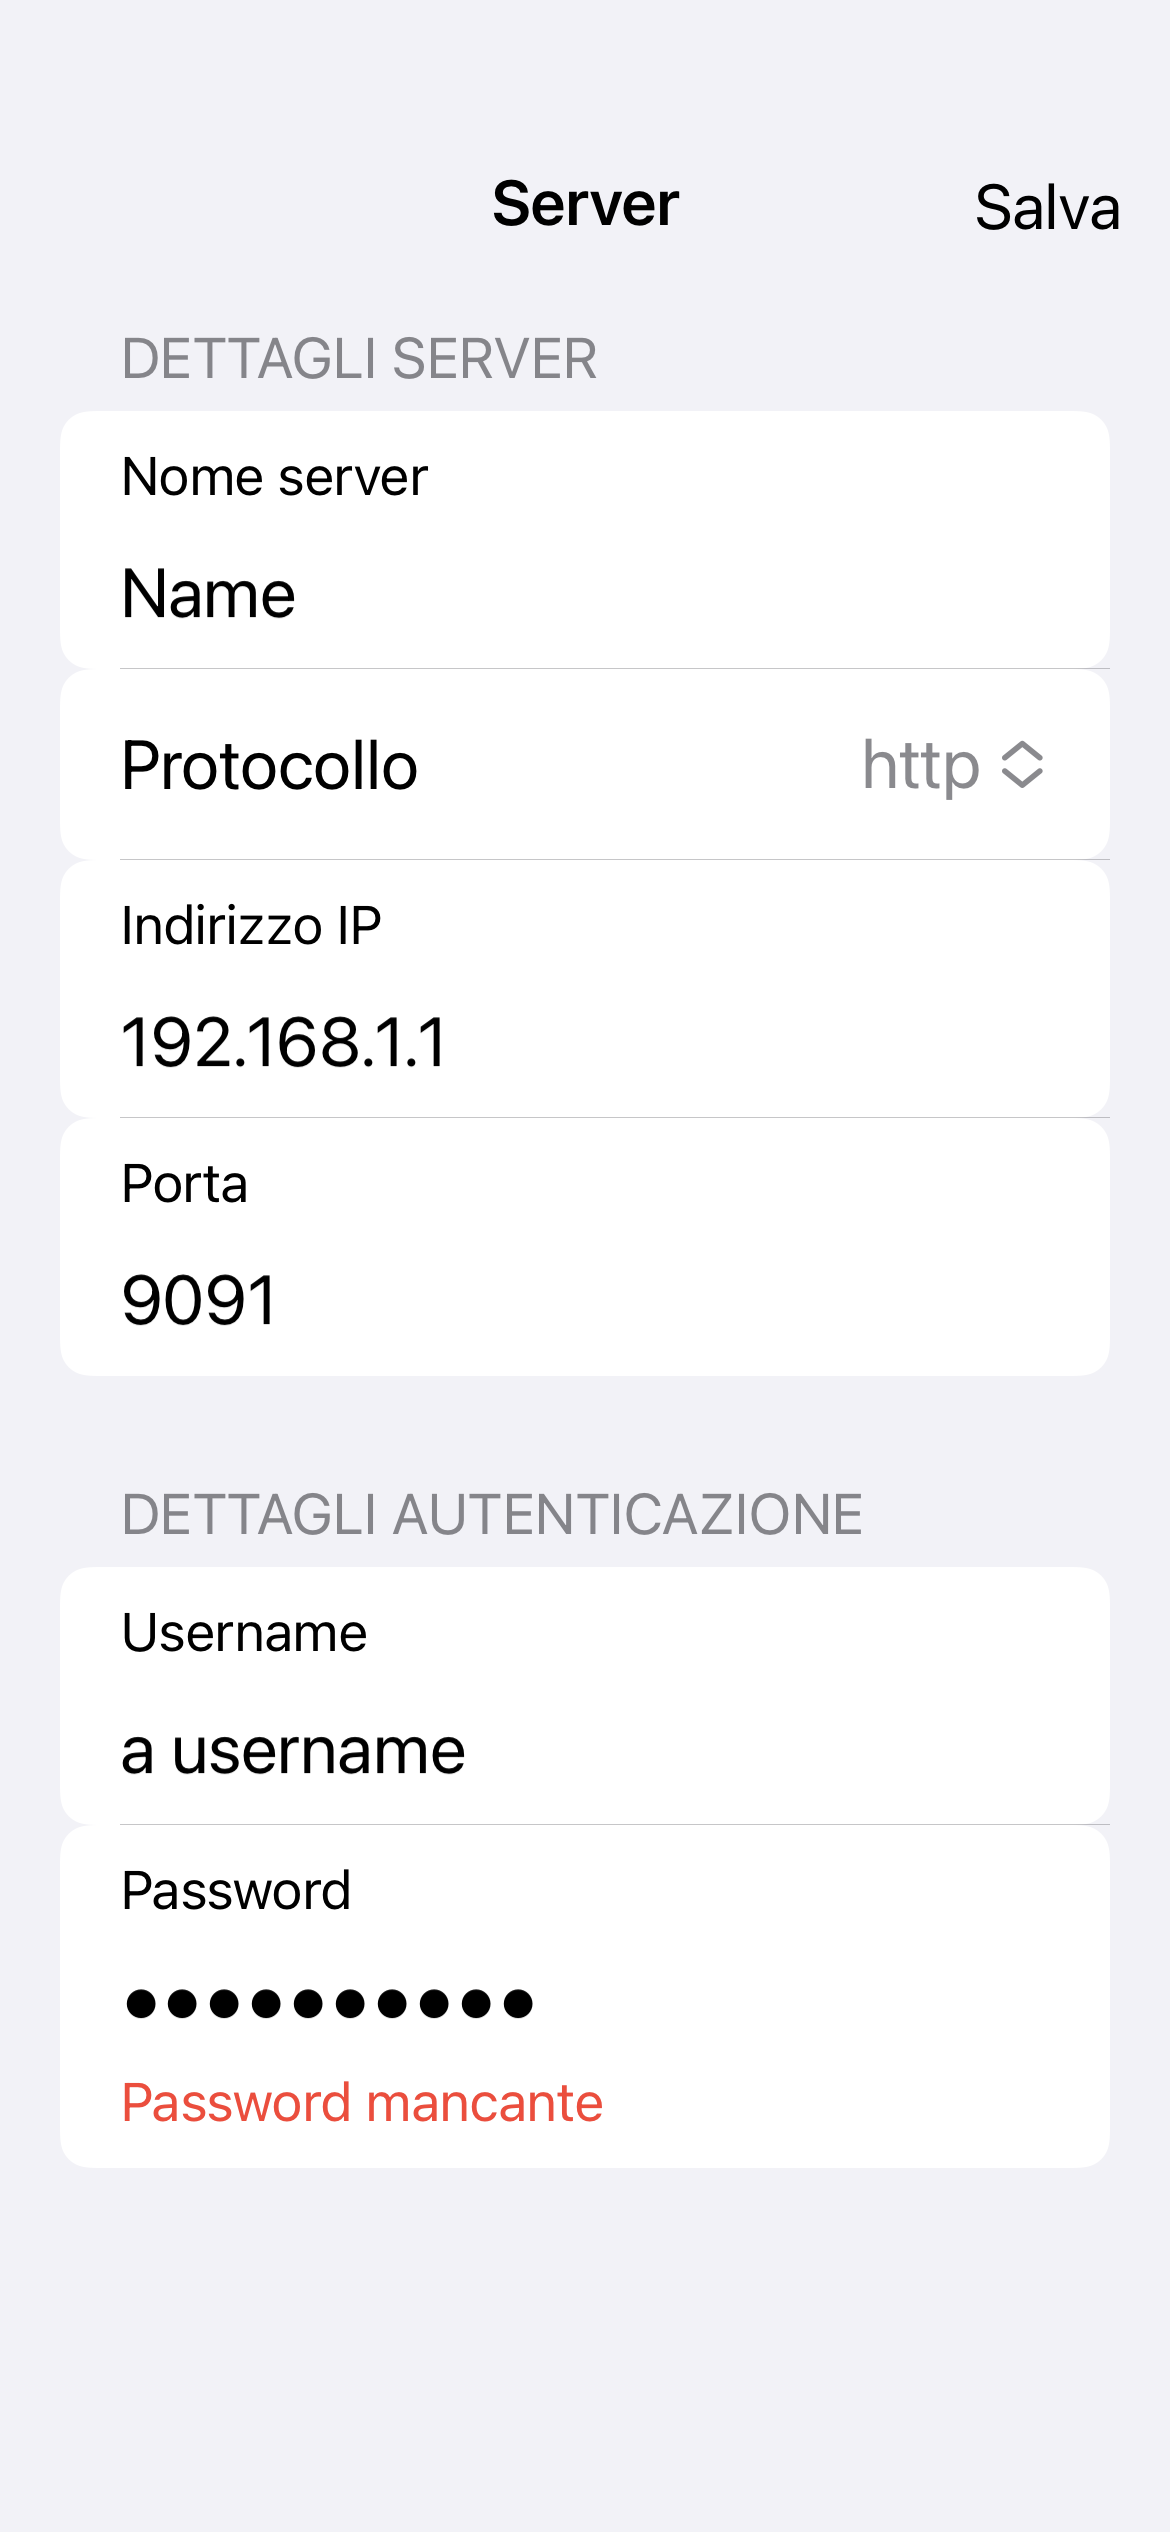 Server
Salva
DETTAGLI SERVER
Nome server
Name
Protocollo
http
Indirizzo IP
192.168.1.1
Porta
9091
DETTAGLI AUTENTICAZIONE
Username
a username
Password
●●●●●●●●●●
Password mancante